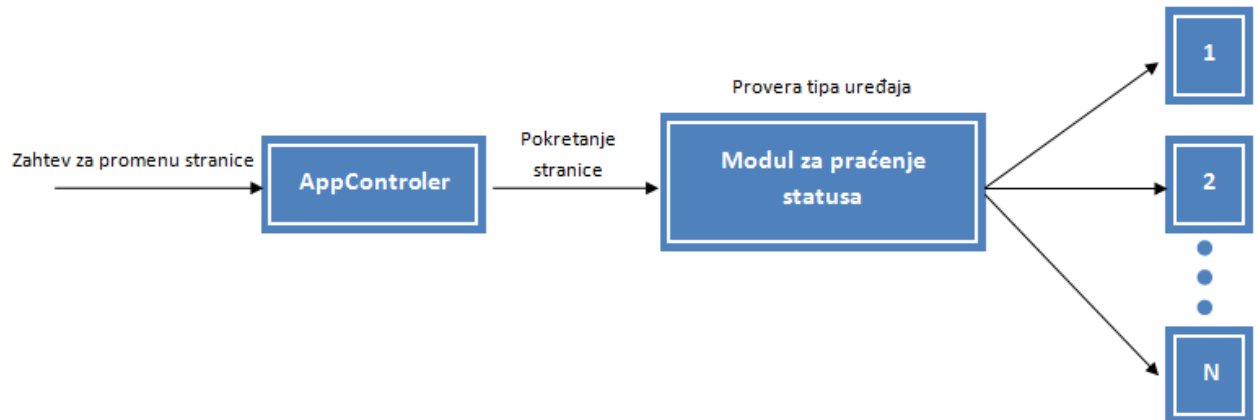 Zahtev za promenu stranice
AppControler
Pokretanje
stranice
Provera tipa uređaja
Modul za praćenje
statusa
1
2
N